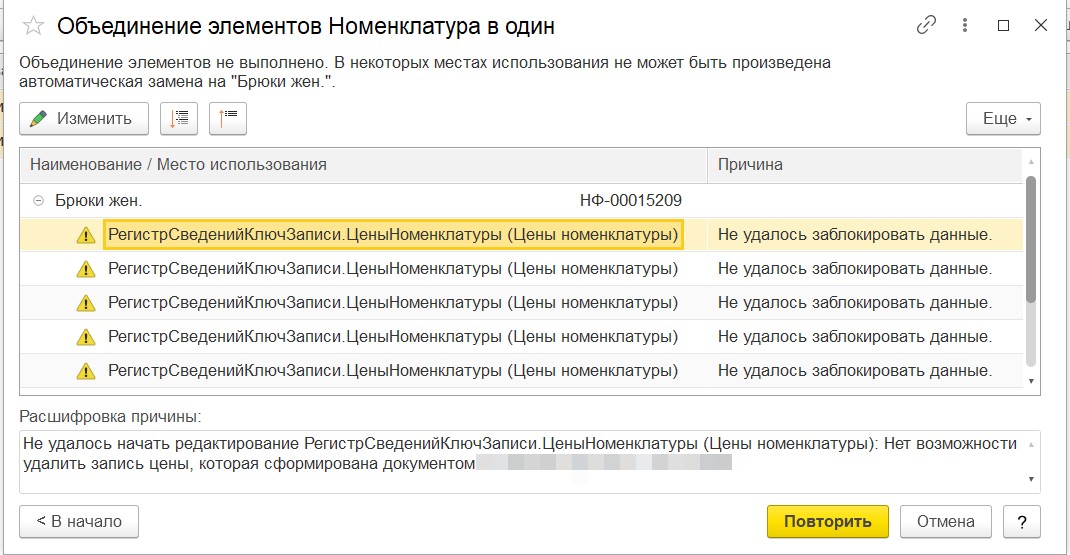 Объединение элементов Номенклатура в один
Объединение элементов не выполнено. В некоторых местах использования не может быть произведена
автоматическая замена на "Брюки жен.".
Изменить
Еще
Наименование / Место использования Причина
Брюки жен. НФ-00015209
РегистрСведенийКлючЗаписи.ЦеныНоменклатуры (Цены номенклатуры) Не удалось заблокировать данные.
РегистрСведенийКлючЗаписи.ЦеныНоменклатуры (Цены номенклатуры) Не удалось заблокировать данные.
РегистрСведенийКлючЗаписи.ЦеныНоменклатуры (Цены номенклатуры) Не удалось заблокировать данные.
РегистрСведенийКлючЗаписи.ЦеныНоменклатуры (Цены номенклатуры) Не удалось заблокировать данные.
РегистрСведенийКлючЗаписи.ЦеныНоменклатуры (Цены номенклатуры) Не удалось заблокировать данные.
Расшифровка причины:
Не удалось начать редактирование РегистрСведенийКлючЗаписи.ЦеныНоменклатуры (Цены номенклатуры): Нет возможности
удалить запись цены, которая сформирована документом
< В начало
Повторить
Отмена
?